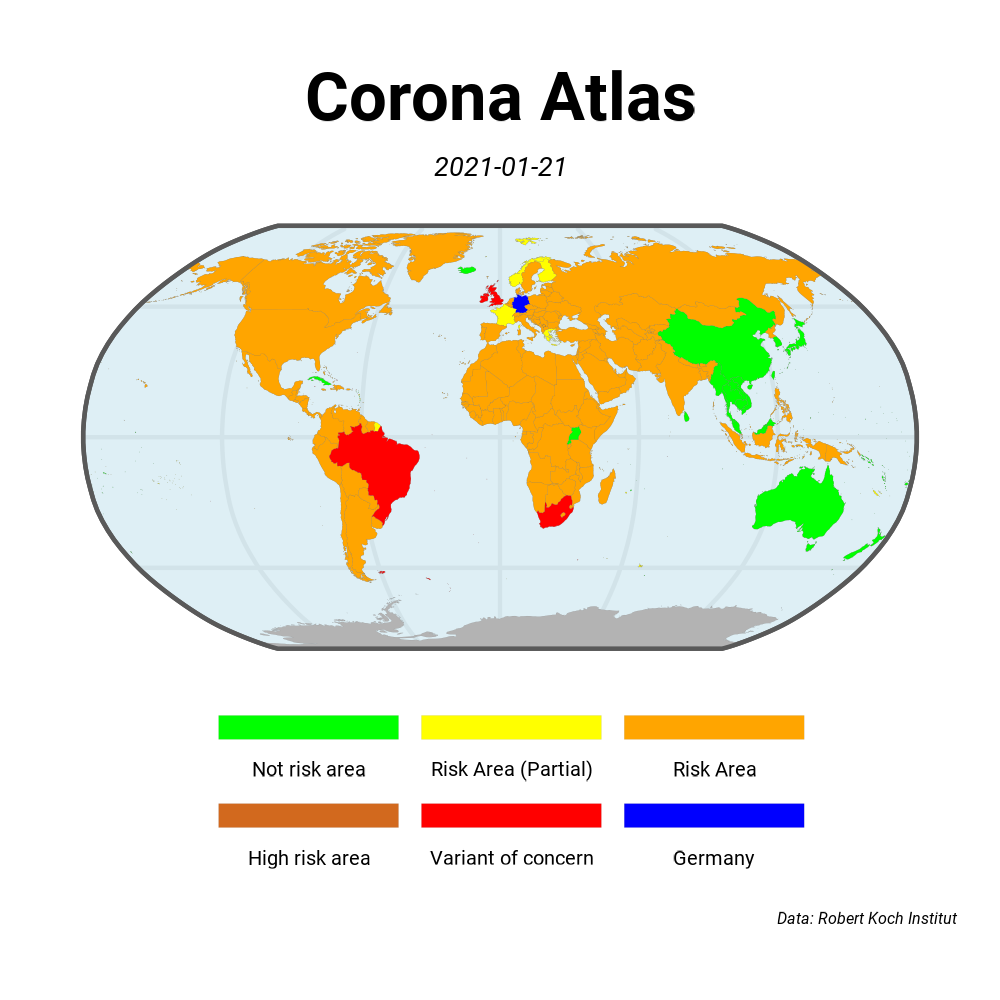 Corona Atlas
2021-01-21
Not risk area
Risk Area (Partial)
Risk Area
High risk area
Variant of concern
Germany
Data: Robert Koch Institut